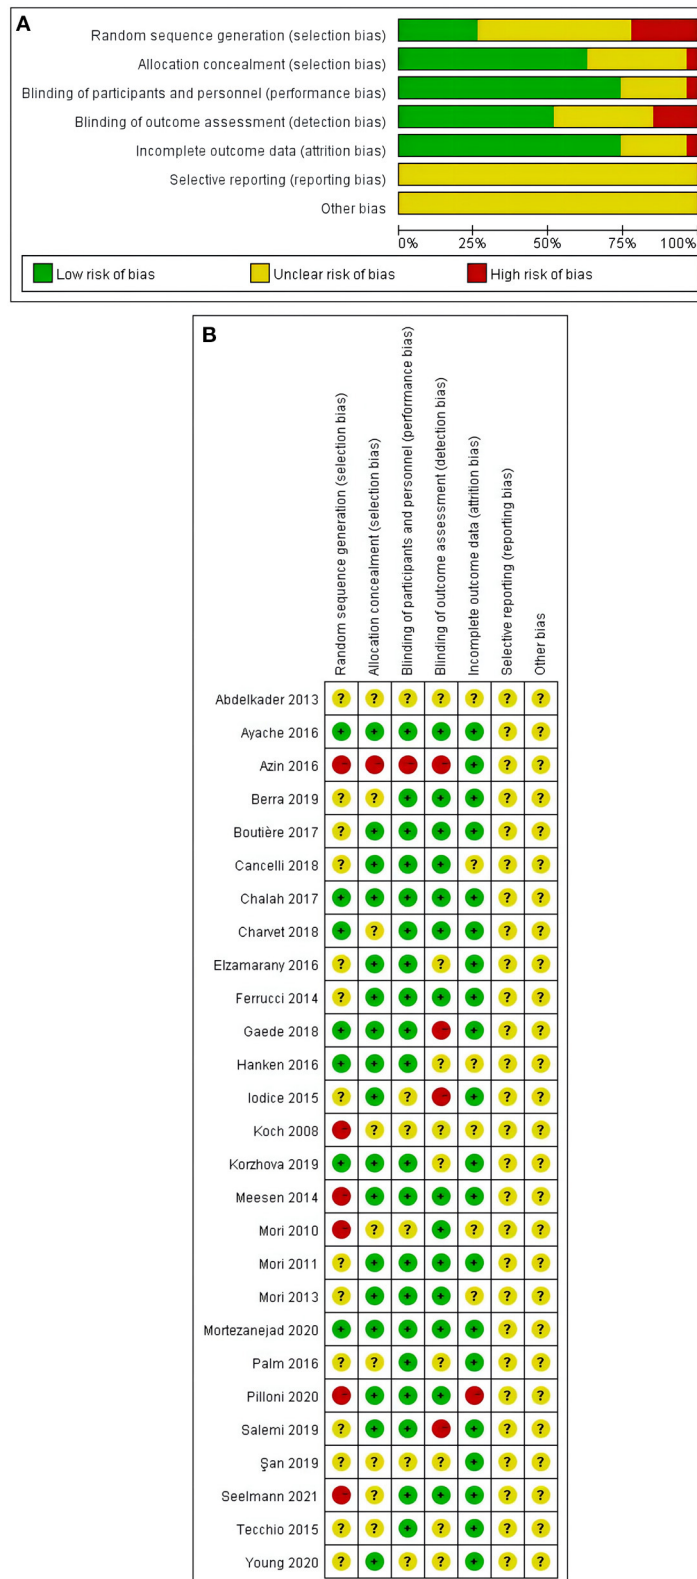 A
Random sequence generation (selection bias)
Allocation concealment (selection bias)
Blinding of participants and personnel (performance bias)
Blinding of outcome assessment (detection bias)
Incomplete outcome data (attrition bias)
Selective reporting (reporting bias)
Other bias
0% 25% 50% 75% 100%
Low risk of bias Unclear risk of bias High risk of bias
B
Random sequence generation (selection bias)
Allocation concealment (selection bias)
Blinding of participants and personnel (performance bias)
Blinding of outcome assessment (detection bias)
Incomplete outcome data (attrition bias)
Selective reporting (reporting bias)
Other bias
Abdelkader 2013 ? ? ? ? ? ? ?
Ayache 2016 + + + + + ? ?
Azin 2016 - - - - + ? ?
Berra 2019 ? ? + + + ? ?
Boutière 2017 ? + + + + ? ?
Cancelli 2018 ? + + + ? ? ?
Chalah 2017 + + + + + ? ?
Charvet 2018 + ? + + + ? ?
Elzamarany 2016 ? + + ? + ? ?
Ferrucci 2014 ? + + + + ? ?
Gaede 2018 + + + - + ? ?
Hanken 2016 + + + ? ? ? ?
Iodice 2015 ? + ? - + ? ?
Koch 2008 - ? ? ? ? ? ?
Korzhova 2019 + + + ? + ? ?
Meesen 2014 - + + + + ? ?
Mori 2010 - ? ? + ? ? ?
Mori 2011 ? + + + + ? ?
Mori 2013 ? + + + ? ? ?
Mortezanejad 2020 + + + + + ? ?
Palm 2016 ? ? + ? + ? ?
Pilloni 2020 - + + + - ? ?
Salemi 2019 ? + + - + ? ?
Şan 2019 ? ? ? ? + ? ?
Seelmann 2021 - ? + + + ? ?
Tecchio 2015 ? ? + ? + ? ?
Young 2020 ? + ? ? + ? ?